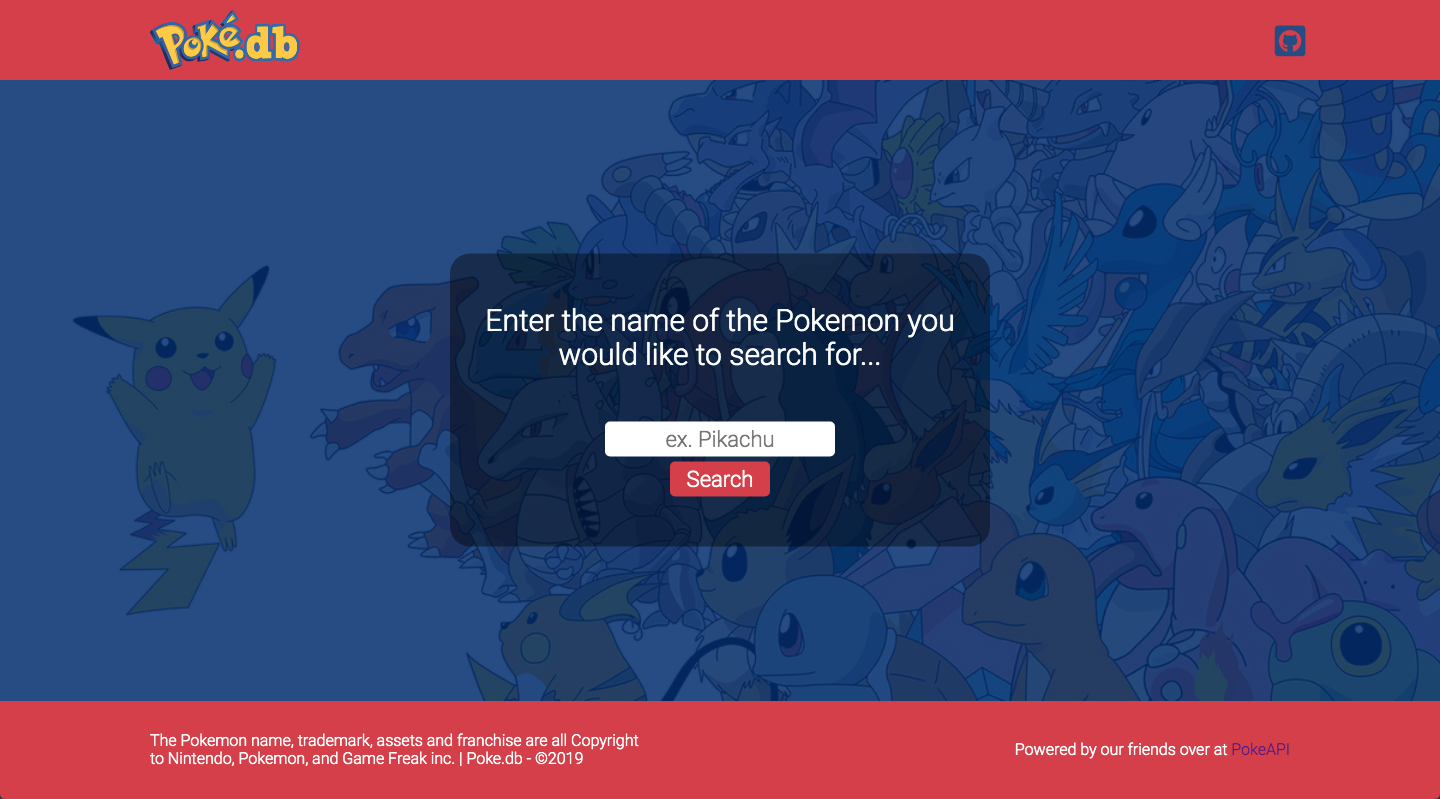 Poké.db
Enter the name of the Pokemon you
would like to search for...
ex. Pikachu
Search
The Pokemon name, trademark, assets and franchise are all Copyright
to Nintendo, Pokemon, and Game Freak inc. | Poke.db - ©2019
Powered by our friends over at PokeAPI